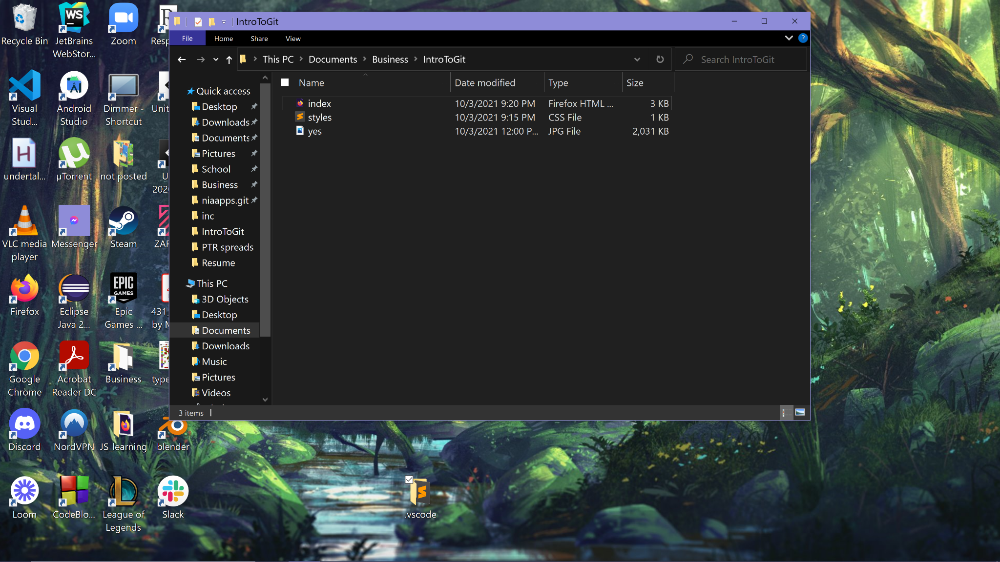 IntroToGit
File Home Share View
This PC Documents Business IntroToGit
Search IntroToGit
Name Date modified Type Size
index 10/3/2021 9:20 PM Firefox HTML ... 3 KB
styles 10/3/2021 9:15 PM CSS File 1 KB
yes 10/3/2021 12:00 P... JPG File 2,031 KB
Quick access
Desktop
Downloads
Documents
Pictures
School
Business
niaapps.git
inc
IntroToGit
PTR spreads
Resume
This PC
3D Objects
Desktop
Documents
Downloads
Music
Pictures
Videos
3 items
Recycle Bin
WS
JetBrains
WebStor...
Zoom
Resp
Visual
Stud...
Android
Studio
Dimmer -
Shortcut
Unit
H
undertal...
µTorrent
not posted
U
202
VLC media
player
Messenger
Steam
ZAF
Firefox
Eclipse
Java 2...
EPIC
GAMES
Epic
Games ...
431_
by M
Google
Chrome
Acrobat
Reader DC
Business
type
Discord
NordVPN
JS_learning
blender
Loom
CodeBlo...
League of
Legends
Slack
.vscode